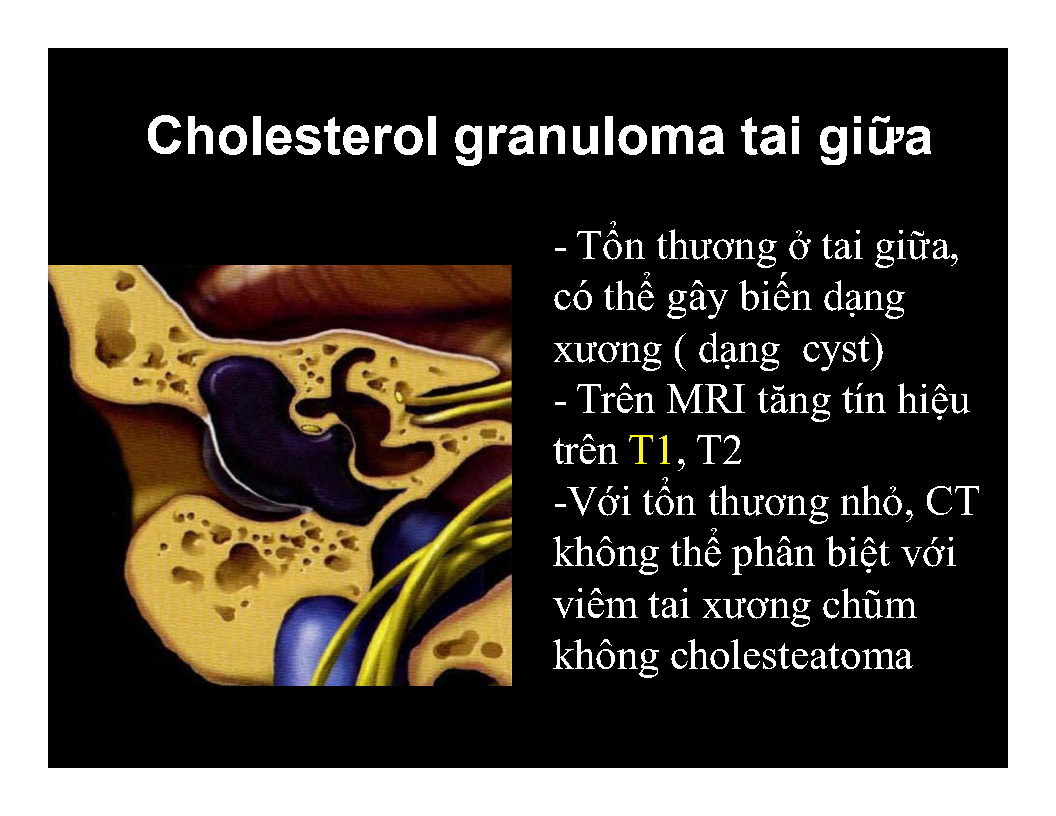 Cholesterol granuloma tai giữa
- Tổn thương ở tai giữa,
có thể gây biến dạng
xương ( dạng cyst)
- Trên MRI tăng tín hiệu
trên T1, T2
-Với tổn thương nhỏ, CT
không thể phân biệt với
viêm tai xương chũm
không cholesteatoma